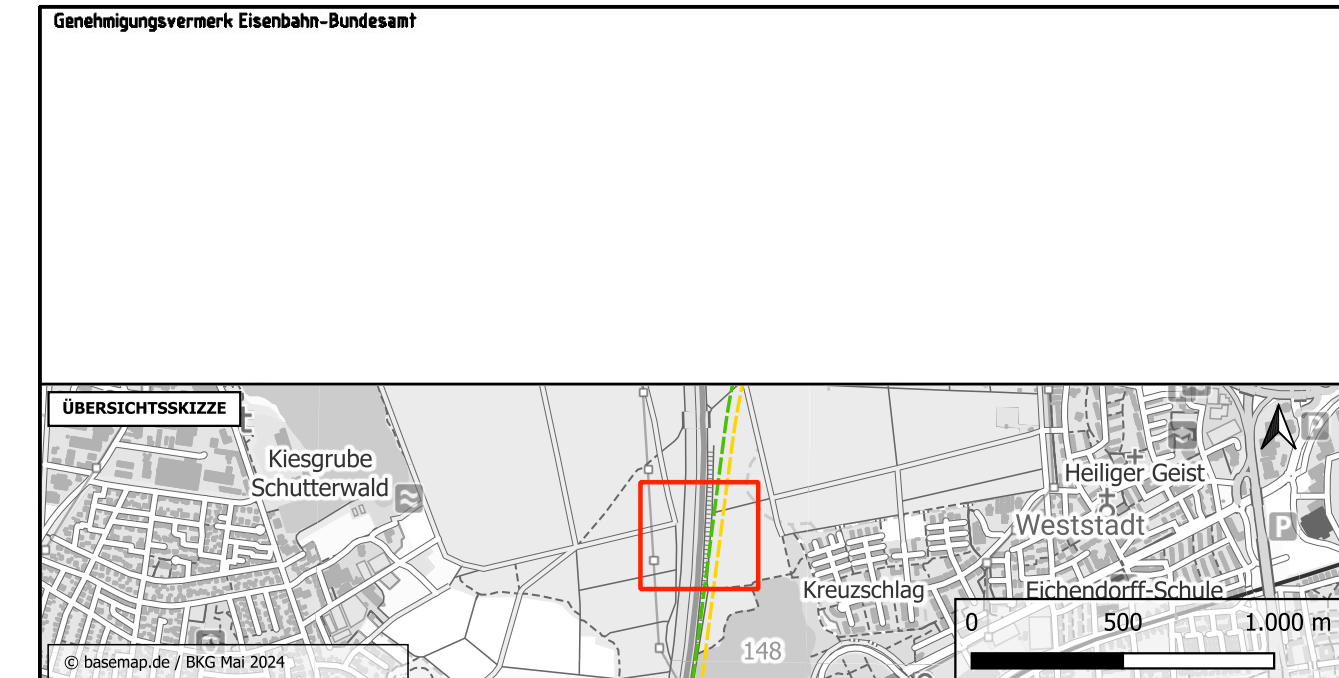 Genehmigungsvermerk Eisenbahn-Bundesamt
ÜBERSICHTSSKIZZE
Kiesgrube
Schutterwald
Heiliger Geist
Weststadt
P
P
Kreuzschlag
Eichendorff-Schule
0 500 1.000 m
148
© basemap.de / BKG Mai 2024